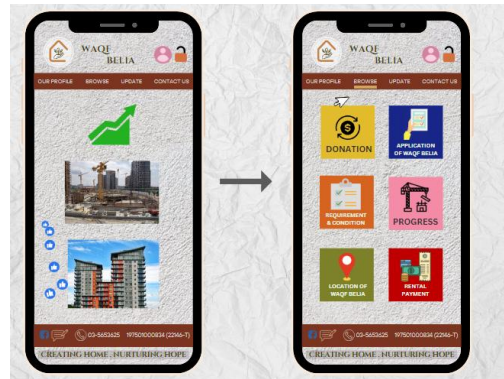 WAQF
BELIA
OUR PROFILE BROWSE UPDATE CONTACT US
03-5653625 197501000834 (22146-T)
CREATING HOME , NURTURING HOPE
WAQF
BELIA
OUR PROFILE BROWSE UPDATE CONTACT US
DONATION
APPLICATION
OF WAQF BELIA
REQUIREMENT
& CONDITION
PROGRESS
LOCATION OF
WAQF BELIA
RENTAL
PAYMENT
03-5653625 197501000834 (22146-T)
CREATING HOME , NURTURING HOPE